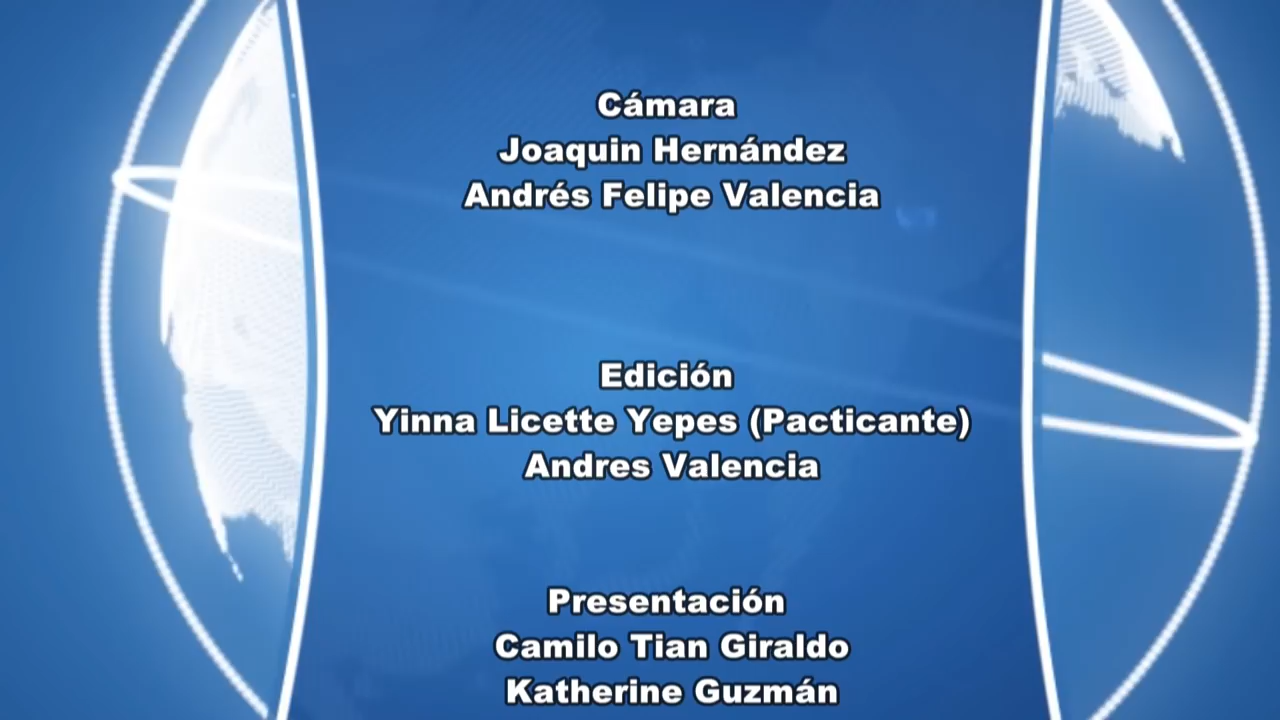 Cámara
Joaquin Hernández
Andrés Felipe Valencia
Edición
Yinna Licette Yepes (Pacticante)
Andres Valencia
Presentación
Camilo Tian Giraldo
Katherine Guzmán